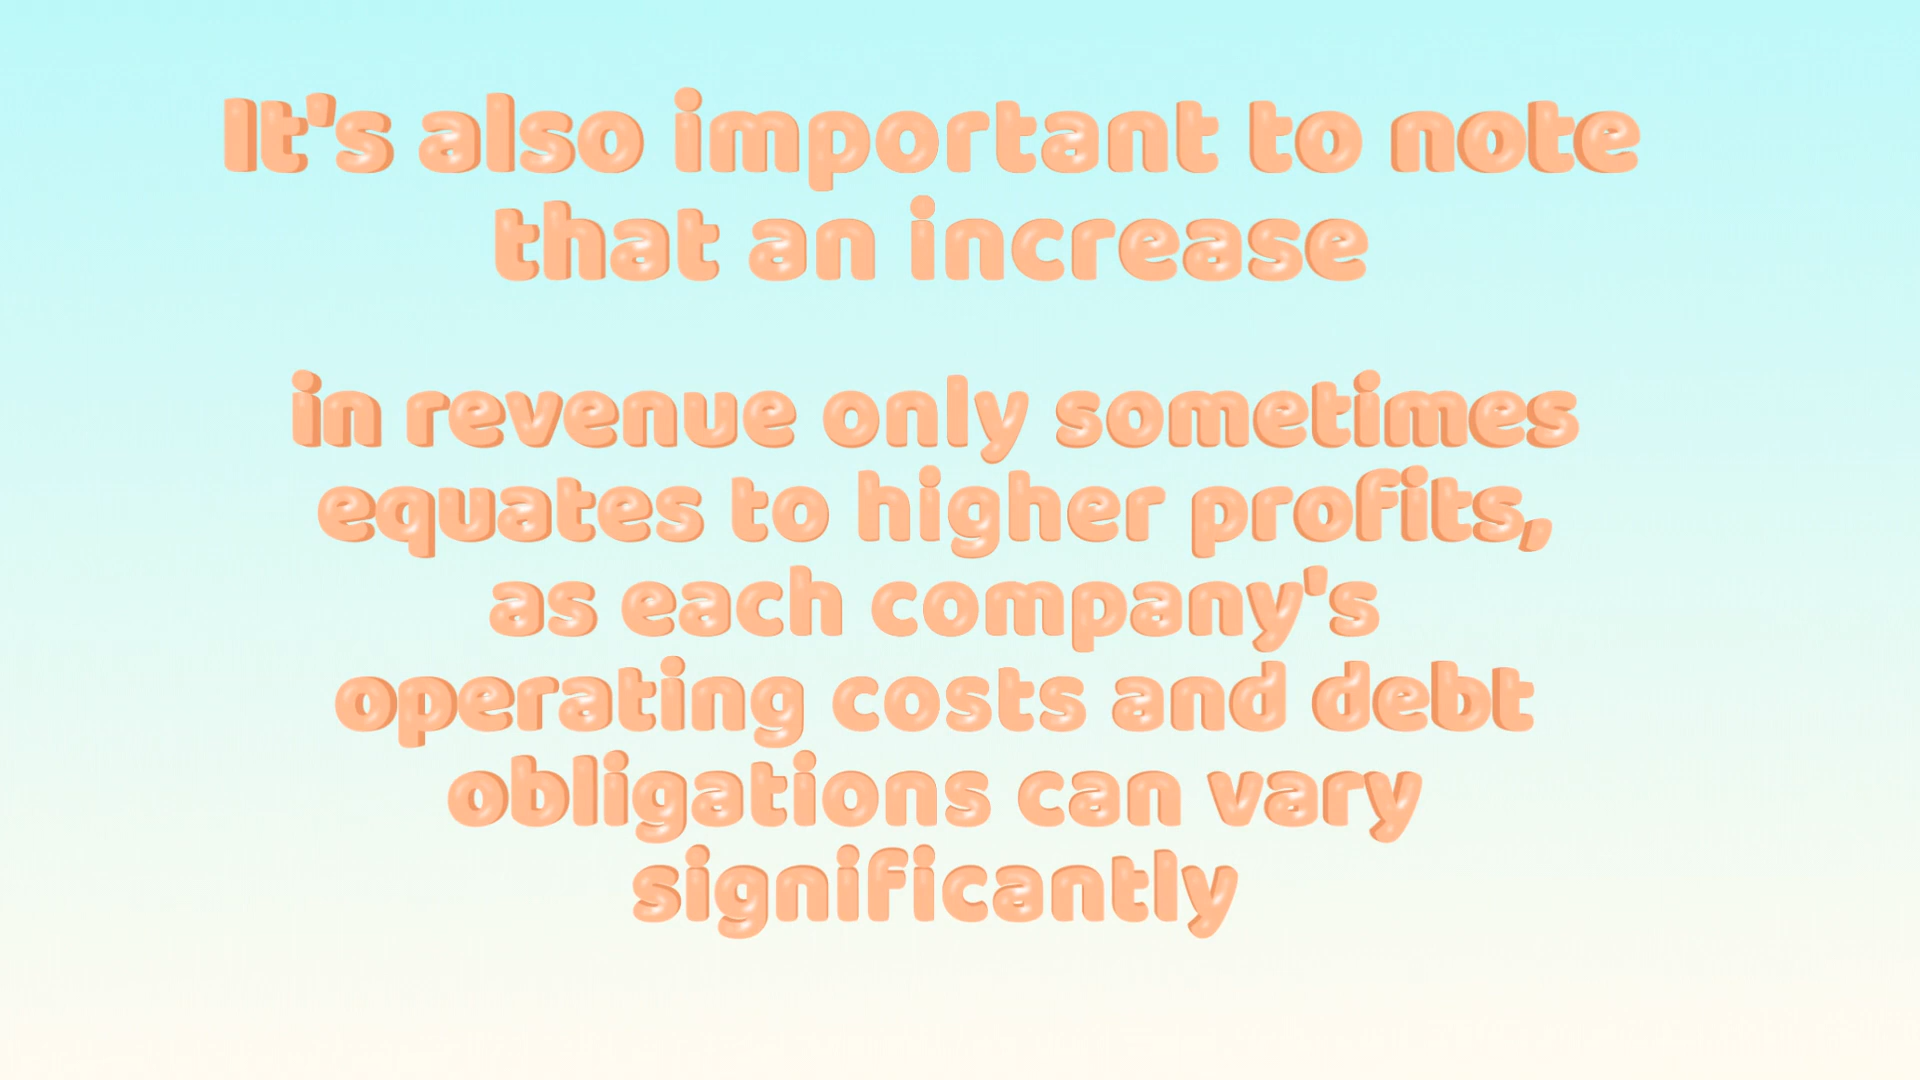 It's also important to note
that an increase
in revenue only sometimes
equates to higher profits,
as each company's
operating costs and debt
obligations can vary
significantly